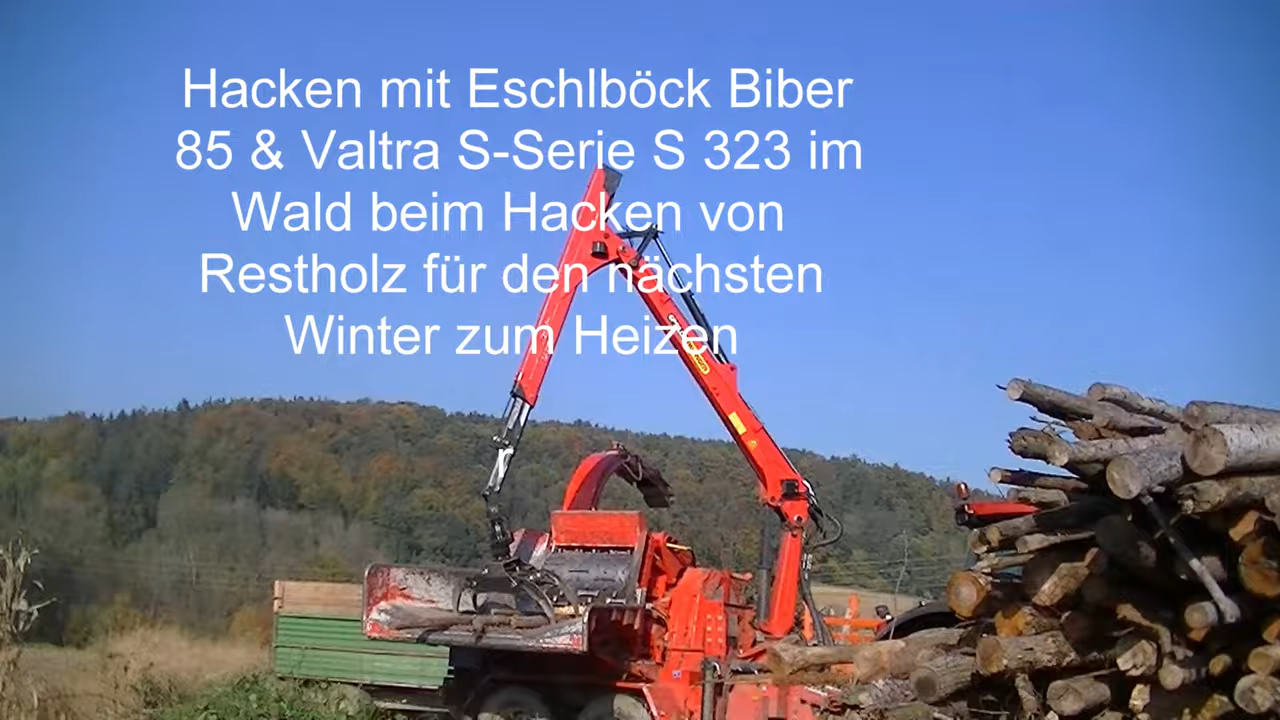 Hacken mit Eschlböck Biber
85 & Valtra S-Serie S 323 im
Wald beim Hacken von
Restholz für den nächsten
Winter zum Heizen